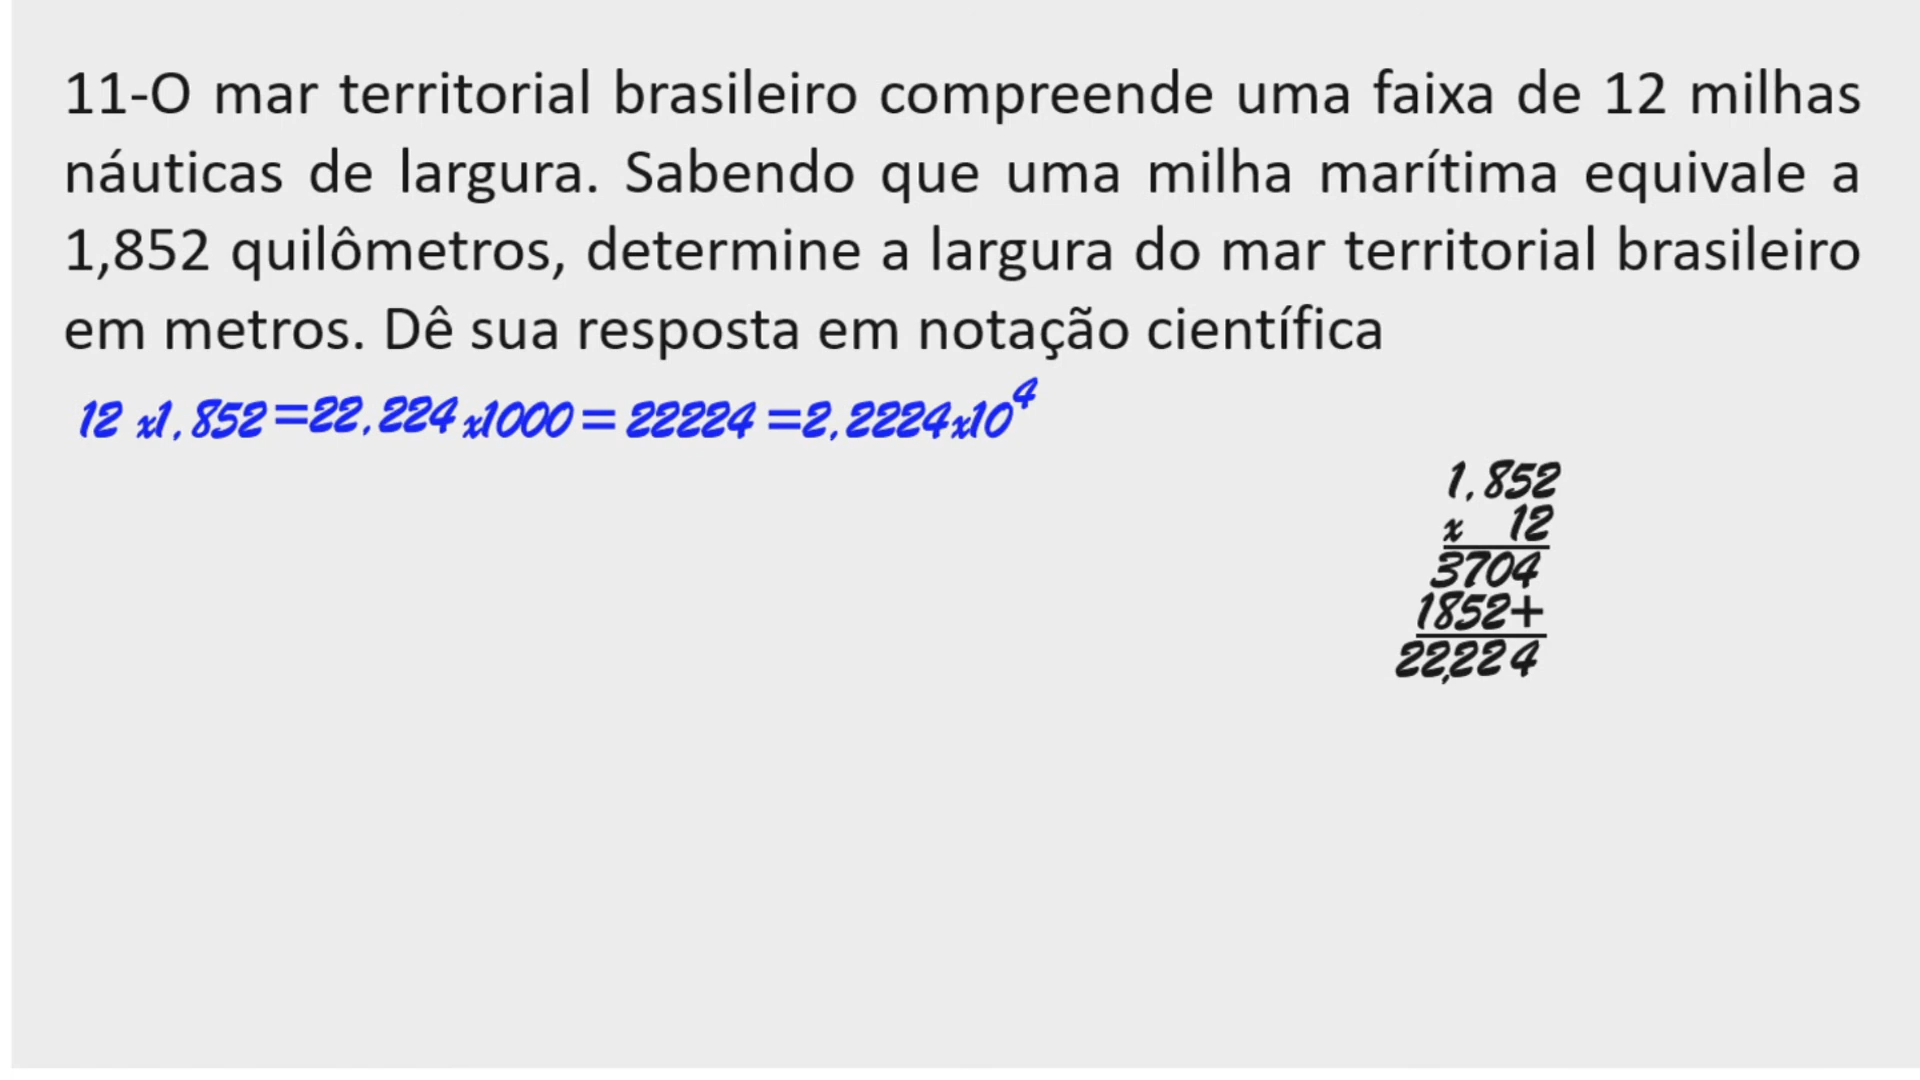 11-O mar territorial brasileiro compreende uma faixa de 12 milhas
náuticas de largura. Sabendo que uma milha marítima equivale a
1,852 quilômetros, determine a largura do mar territorial brasileiro
em metros. Dê sua resposta em notação científica
12 x1,852=22,224x1000=22224=2,2224x10⁴
1,852
x 12
3704
1852+
22,224